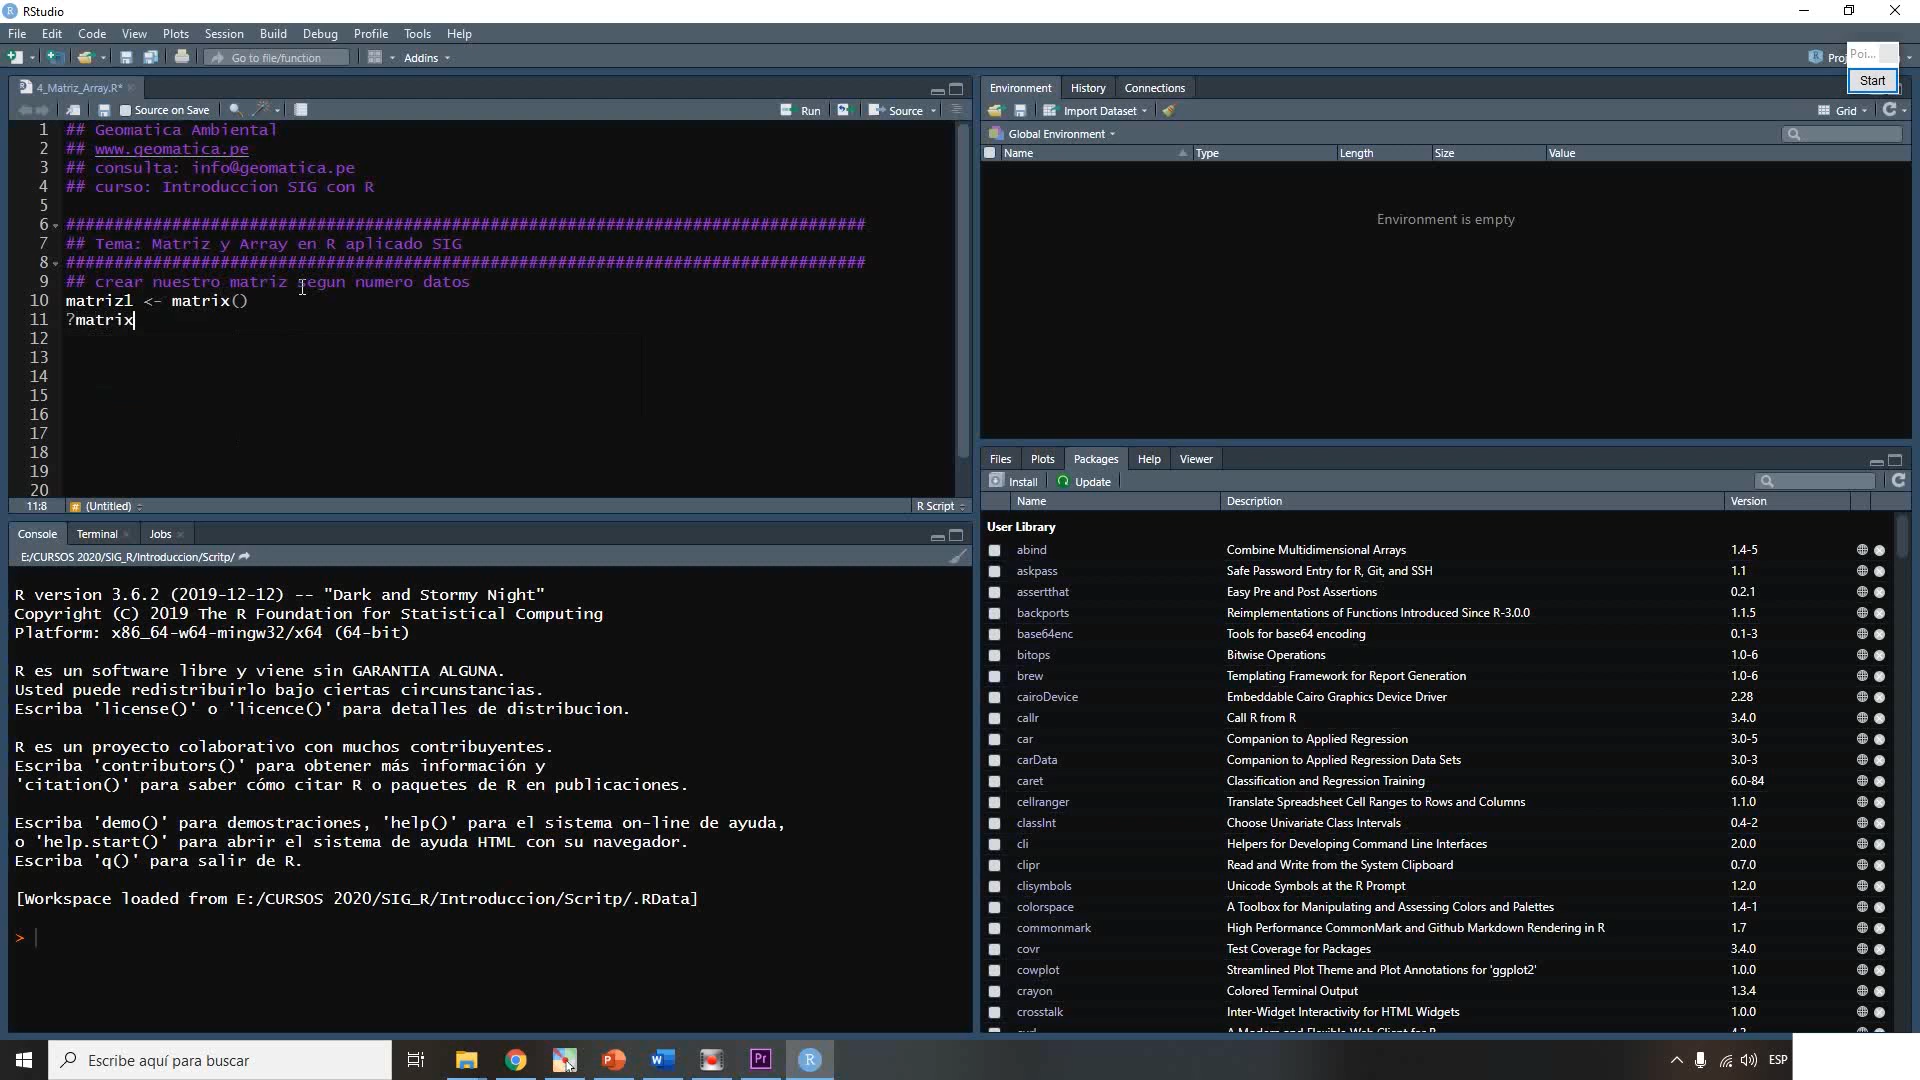 RStudio
File Edit Code View Plots Session Build Debug Profile Tools Help
Go to file/function Addins
Poi...
Start
4_Matriz_Array.R*
Source on Save Run Source
1 ## Geomatica Ambiental
2 ## www.geomatica.pe
3 ## consulta: info@geomatica.pe
4 ## curso: Introduccion SIG con R
5
6 ###################################################################################
7 ## Tema: Matriz y Array en R aplicado SIG
8 ###################################################################################
9 ## crear nuestro matriz segun numero datos
10 matriz1 <- matrix()
11 ?matrix
12
13
14
15
16
17
18
19
20
11:8 (Untitled) R Script
Console Terminal Jobs
E:/CURSOS 2020/SIG_R/Introduccion/Scritp/
R version 3.6.2 (2019-12-12) -- "Dark and Stormy Night"
Copyright (C) 2019 The R Foundation for Statistical Computing
Platform: x86_64-w64-mingw32/x64 (64-bit)
R es un software libre y viene sin GARANTIA ALGUNA.
Usted puede redistribuirlo bajo ciertas circunstancias.
Escriba 'license()' o 'licence()' para detalles de distribucion.
R es un proyecto colaborativo con muchos contribuyentes.
Escriba 'contributors()' para obtener más información y
'citation()' para saber cómo citar R o paquetes de R en publicaciones.
Escriba 'demo()' para demostraciones, 'help()' para el sistema on-line de ayuda,
o 'help.start()' para abrir el sistema de ayuda HTML con su navegador.
Escriba 'q()' para salir de R.
[Workspace loaded from E:/CURSOS 2020/SIG_R/Introduccion/Scritp/.RData]
>
Environment History Connections
Import Dataset Grid
Global Environment
Name Type Length Size Value
Environment is empty
Files Plots Packages Help Viewer
Install Update
Name Description Version
User Library
abind Combine Multidimensional Arrays 1.4-5
askpass Safe Password Entry for R, Git, and SSH 1.1
assertthat Easy Pre and Post Assertions 0.2.1
backports Reimplementations of Functions Introduced Since R-3.0.0 1.1.5
base64enc Tools for base64 encoding 0.1-3
bitops Bitwise Operations 1.0-6
brew Templating Framework for Report Generation 1.0-6
cairoDevice Embeddable Cairo Graphics Device Driver 2.28
callr Call R from R 3.4.0
car Companion to Applied Regression 3.0-5
carData Companion to Applied Regression Data Sets 3.0-3
caret Classification and Regression Training 6.0-84
cellranger Translate Spreadsheet Cell Ranges to Rows and Columns 1.1.0
classInt Choose Univariate Class Intervals 0.4-2
cli Helpers for Developing Command Line Interfaces 2.0.0
clipr Read and Write from the System Clipboard 0.7.0
clisymbols Unicode Symbols at the R Prompt 1.2.0
colorspace A Toolbox for Manipulating and Assessing Colors and Palettes 1.4-1
commonmark High Performance CommonMark and Github Markdown Rendering in R 1.7
covr Test Coverage for Packages 3.4.0
cowplot Streamlined Plot Theme and Plot Annotations for 'ggplot2' 1.0.0
crayon Colored Terminal Output 1.3.4
crosstalk Inter-Widget Interactivity for HTML Widgets 1.0.0
Escribe aquí para buscar
ESP